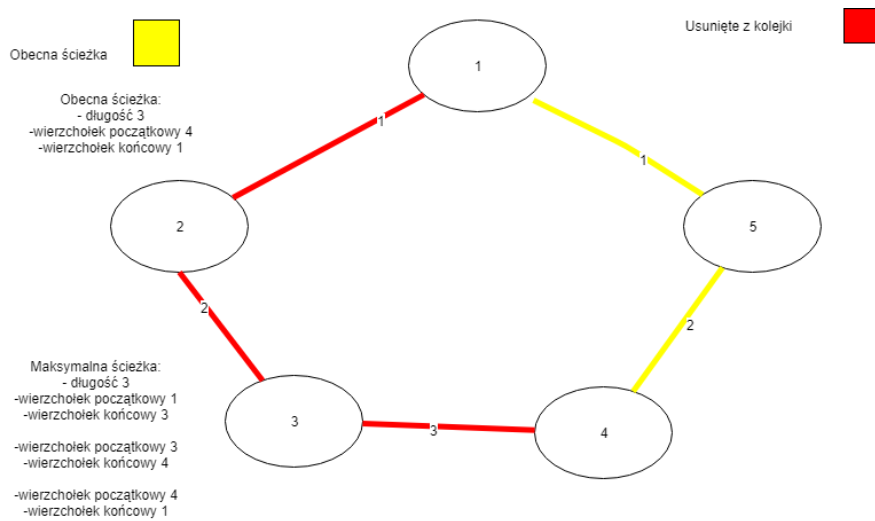 Obecna ścieżka
Usunięte z kolejki
Obecna ścieżka:
- długość 3
-wierzchołek początkowy 4
-wierzchołek końcowy 1
1
1
1
2
5
2
2
Maksymalna ścieżka:
- długość 3
-wierzchołek początkowy 1
-wierzchołek końcowy 3
-wierzchołek początkowy 3
-wierzchołek końcowy 4
-wierzchołek początkowy 4
-wierzchołek końcowy 1
3
3
4